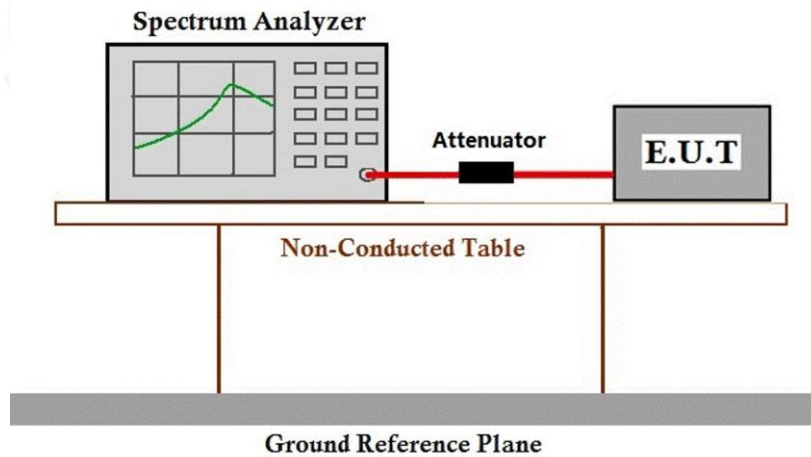 Spectrum Analyzer
Attenuator
E.U.T
Non-Conducted Table
Ground Reference Plane